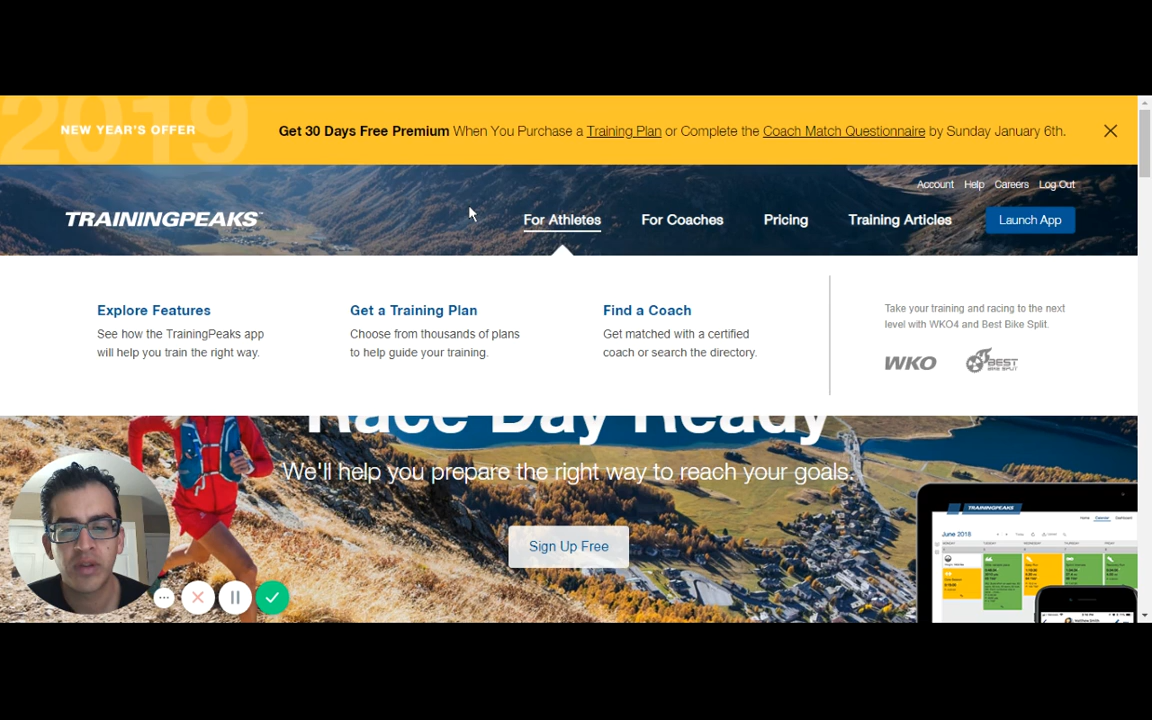 2019
NEW YEAR'S OFFER
Get 30 Days Free Premium When You Purchase a Training Plan or Complete the Coach Match Questionnaire by Sunday January 6th.
Account Help Careers Log Out
TRAININGPEAKS
For Athletes For Coaches Pricing Training Articles Launch App
Explore Features
See how the TrainingPeaks app
will help you train the right way.
Get a Training Plan
Choose from thousands of plans
to help guide your training.
Find a Coach
Get matched with a certified
coach or search the directory.
Take your training and racing to the next
level with WKO4 and Best Bike Split.
WKO
BEST
BIKE SPLIT
Race Day Ready
We'll help you prepare the right way to reach your goals.
Sign Up Free
TRAININGPEAKS
Home Calendar Dashboard
June 2018